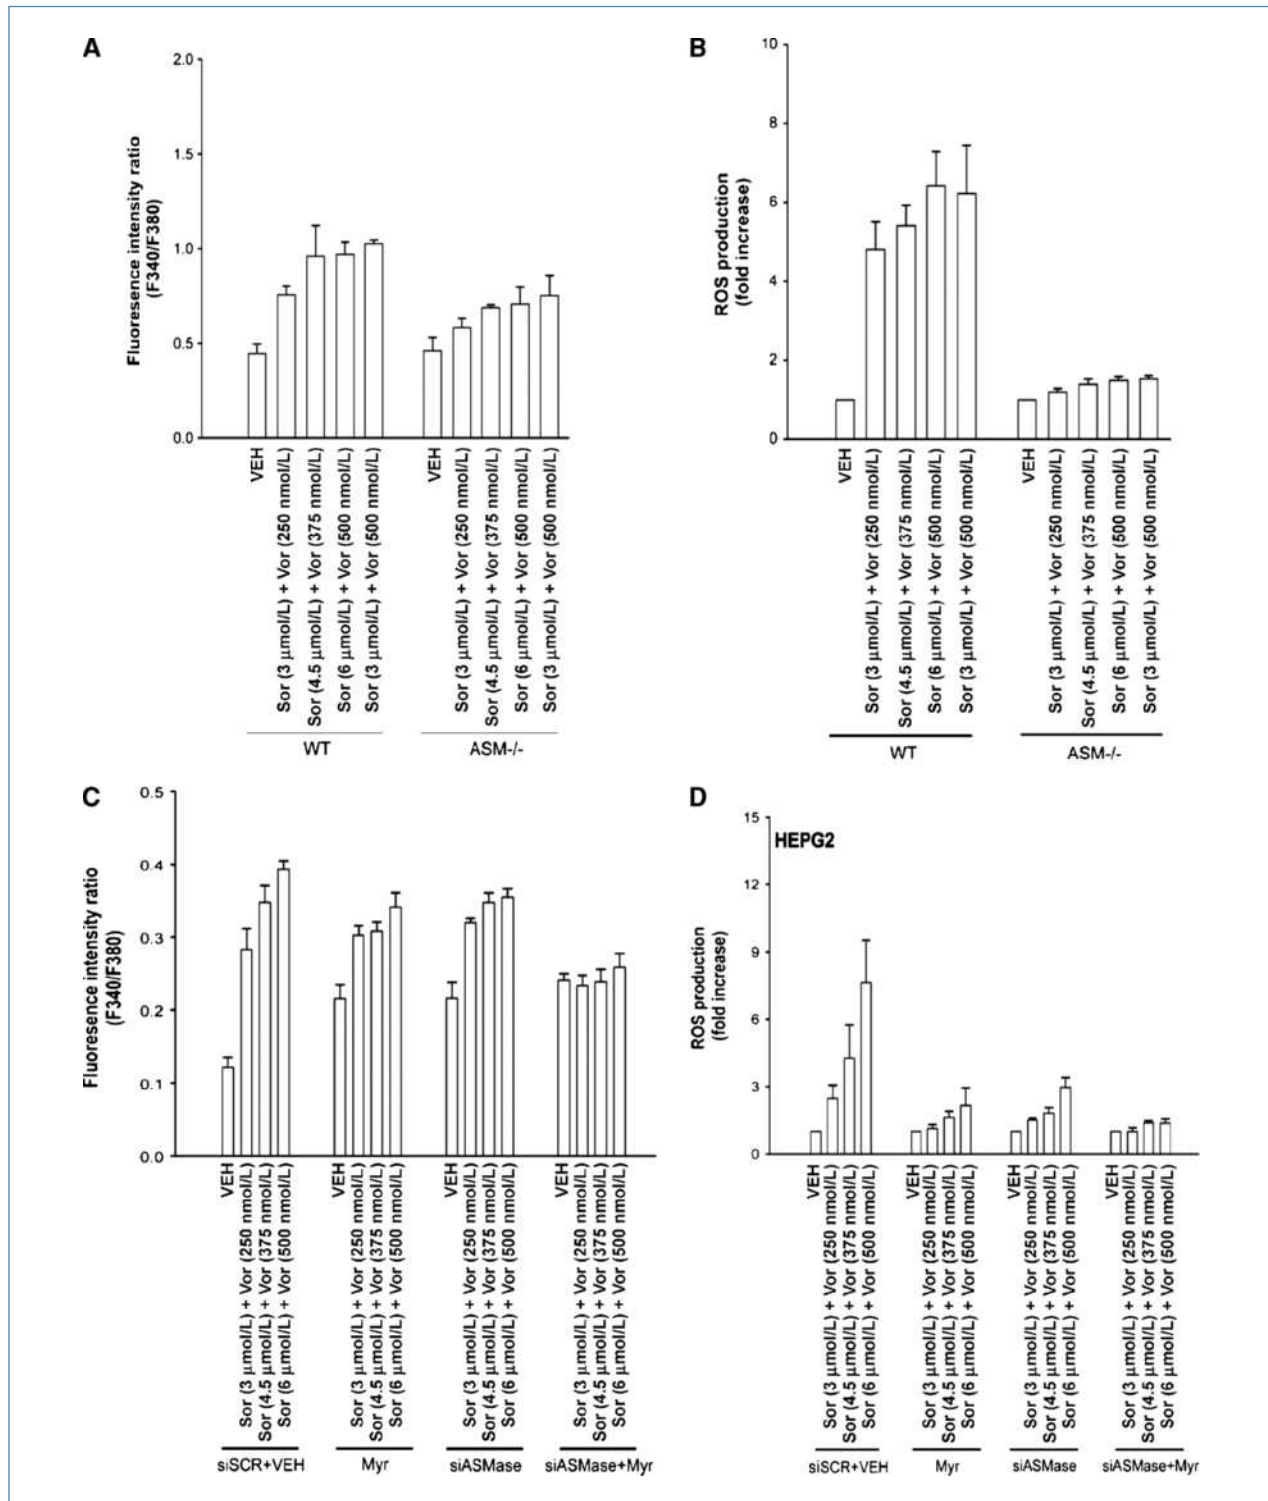 A
Fluoresence intensity ratio
(F340/F380)
2.0
1.5
1.0
0.5
0.0
VEH
Sor (3 µmol/L) + Vor (250 nmol/L)
Sor (4.5 µmol/L) + Vor (375 nmol/L)
Sor (6 µmol/L) + Vor (500 nmol/L)
Sor (3 µmol/L) + Vor (500 nmol/L)
WT
VEH
Sor (3 µmol/L) + Vor (250 nmol/L)
Sor (4.5 µmol/L) + Vor (375 nmol/L)
Sor (6 µmol/L) + Vor (500 nmol/L)
Sor (3 µmol/L) + Vor (500 nmol/L)
ASM-/-
B
ROS production
(fold increase)
10
8
6
4
2
0
VEH
Sor (3 µmol/L) + Vor (250 nmol/L)
Sor (4.5 µmol/L) + Vor (375 nmol/L)
Sor (6 µmol/L) + Vor (500 nmol/L)
Sor (3 µmol/L) + Vor (500 nmol/L)
WT
VEH
Sor (3 µmol/L) + Vor (250 nmol/L)
Sor (4.5 µmol/L) + Vor (375 nmol/L)
Sor (6 µmol/L) + Vor (500 nmol/L)
Sor (3 µmol/L) + Vor (500 nmol/L)
ASM-/-
C
Fluoresence intensity ratio
(F340/F380)
0.5
0.4
0.3
0.2
0.1
0.0
VEH
Sor (3 µmol/L) + Vor (250 nmol/L)
Sor (4.5 µmol/L) + Vor (375 nmol/L)
Sor (6 µmol/L) + Vor (500 nmol/L)
siSCR+VEH
VEH
Sor (3 µmol/L) + Vor (250 nmol/L)
Sor (4.5 µmol/L) + Vor (375 nmol/L)
Sor (6 µmol/L) + Vor (500 nmol/L)
Myr
VEH
Sor (3 µmol/L) + Vor (250 nmol/L)
Sor (4.5 µmol/L) + Vor (375 nmol/L)
Sor (6 µmol/L) + Vor (500 nmol/L)
siASMase
VEH
Sor (3 µmol/L) + Vor (250 nmol/L)
Sor (4.5 µmol/L) + Vor (375 nmol/L)
Sor (6 µmol/L) + Vor (500 nmol/L)
siASMase+Myr
D
HEPG2
ROS production
(fold increase)
15
12
9
6
3
0
VEH
Sor (3 µmol/L) + Vor (250 nmol/L)
Sor (4.5 µmol/L) + Vor (375 nmol/L)
Sor (6 µmol/L) + Vor (500 nmol/L)
siSCR+VEH
VEH
Sor (3 µmol/L) + Vor (250 nmol/L)
Sor (4.5 µmol/L) + Vor (375 nmol/L)
Sor (6 µmol/L) + Vor (500 nmol/L)
Myr
VEH
Sor (3 µmol/L) + Vor (250 nmol/L)
Sor (4.5 µmol/L) + Vor (375 nmol/L)
Sor (6 µmol/L) + Vor (500 nmol/L)
siASMase
VEH
Sor (3 µmol/L) + Vor (250 nmol/L)
Sor (4.5 µmol/L) + Vor (375 nmol/L)
Sor (6 µmol/L) + Vor (500 nmol/L)
siASMase+Myr